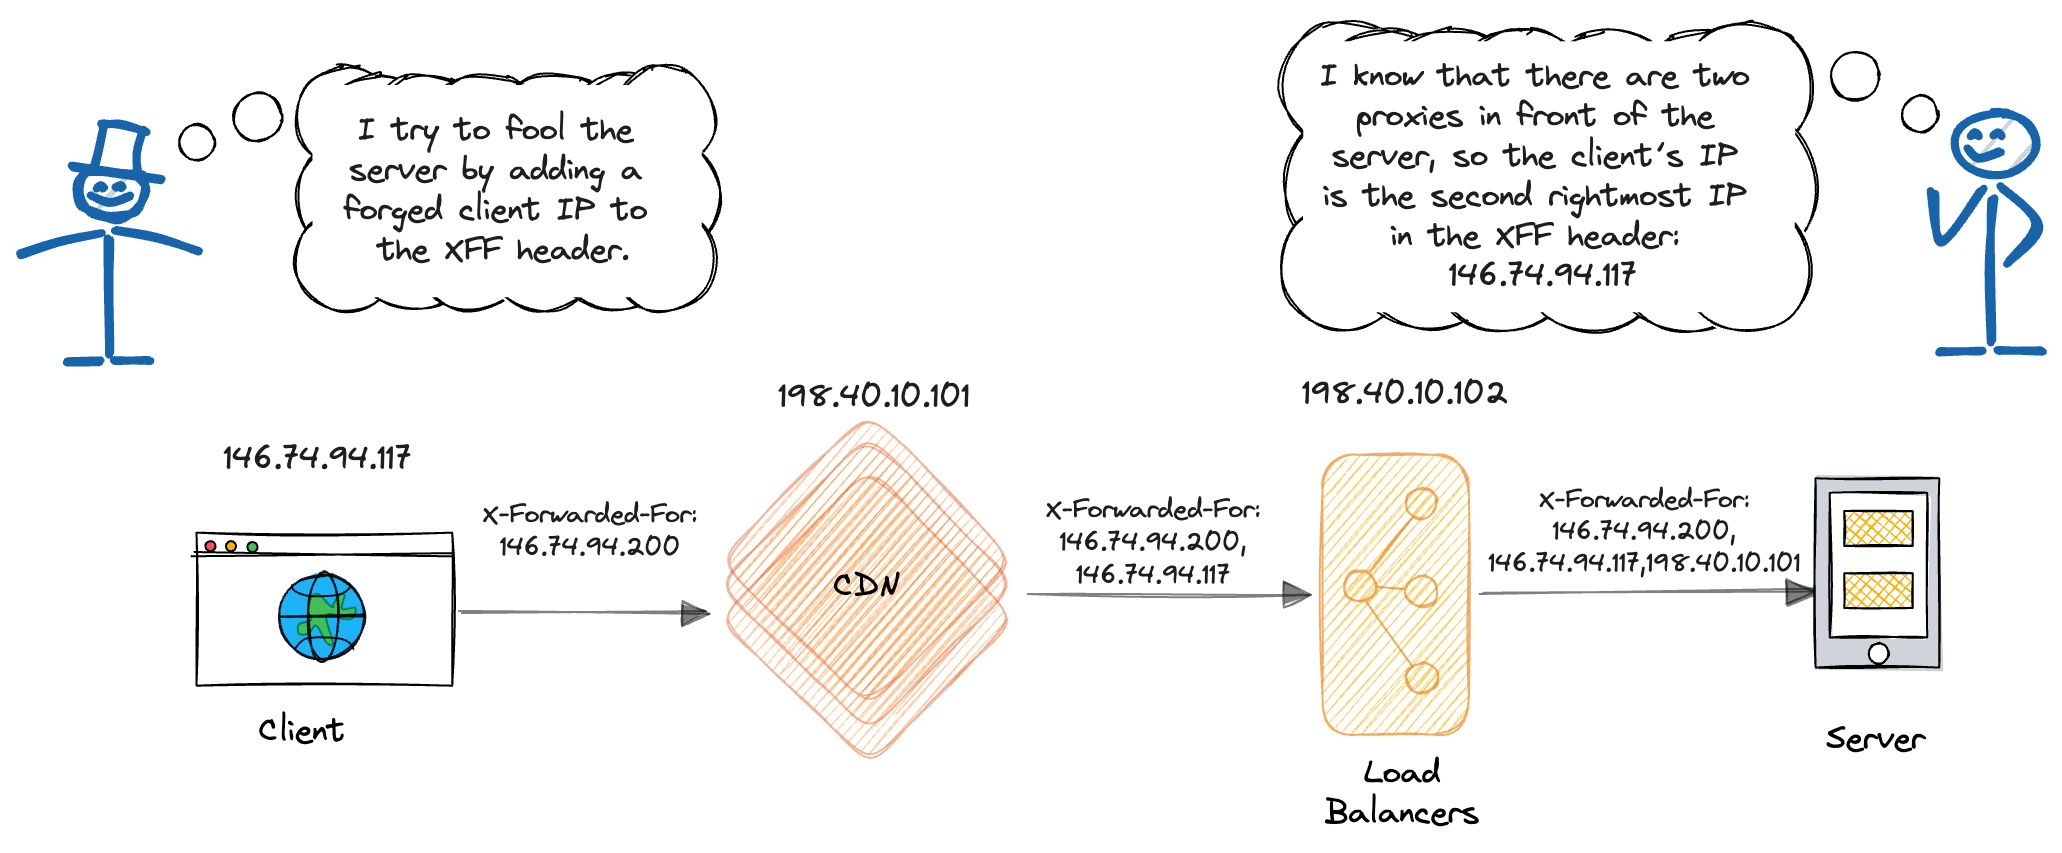 I try to fool the
server by adding a
forged client IP to
the XFF header.
I know that there are two
proxies in front of the
server, so the client's IP
is the second rightmost IP
in the XFF header:
146.74.94.117
146.74.94.117
198.40.10.101
198.40.10.102
X-Forwarded-For:
146.74.94.200
CDN
X-Forwarded-For:
146.74.94.200,
146.74.94.117
X-Forwarded-For:
146.74.94.200,
146.74.94.117,198.40.10.101
Client
Load
Balancers
Server